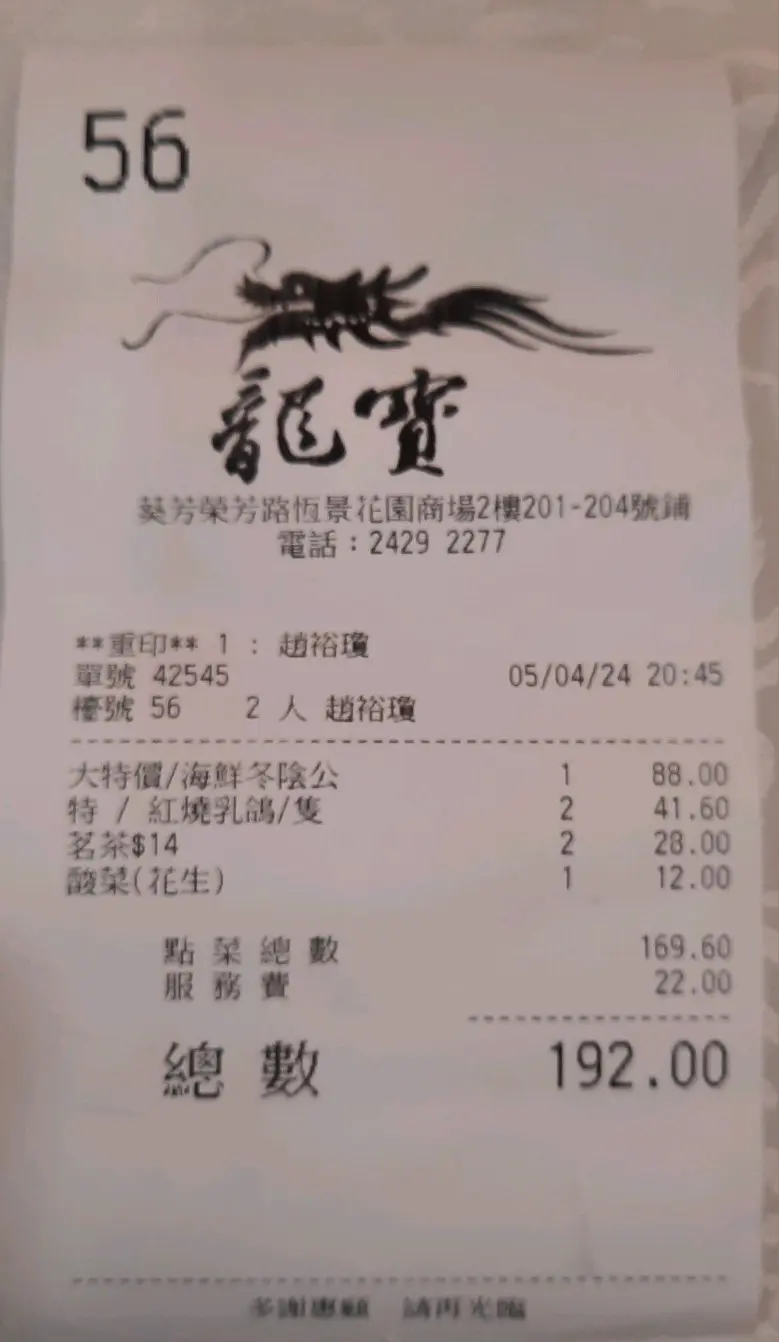 56
龍寶
葵芳榮芳路恆景花園商場2樓201-204號鋪
電話：2429 2277
**重印** 1 : 趙裕瓊
單號 42545 05/04/24 20:45
檯號 56 2 人 趙裕瓊
大特價/海鮮冬陰公 1 88.00
特 / 紅燒乳鴿/隻 2 41.60
茗茶$14 2 28.00
酸菜(花生) 1 12.00
點 菜 總 數 169.60
服 務 費 22.00
總 數 192.00
多謝惠顧 請再光臨